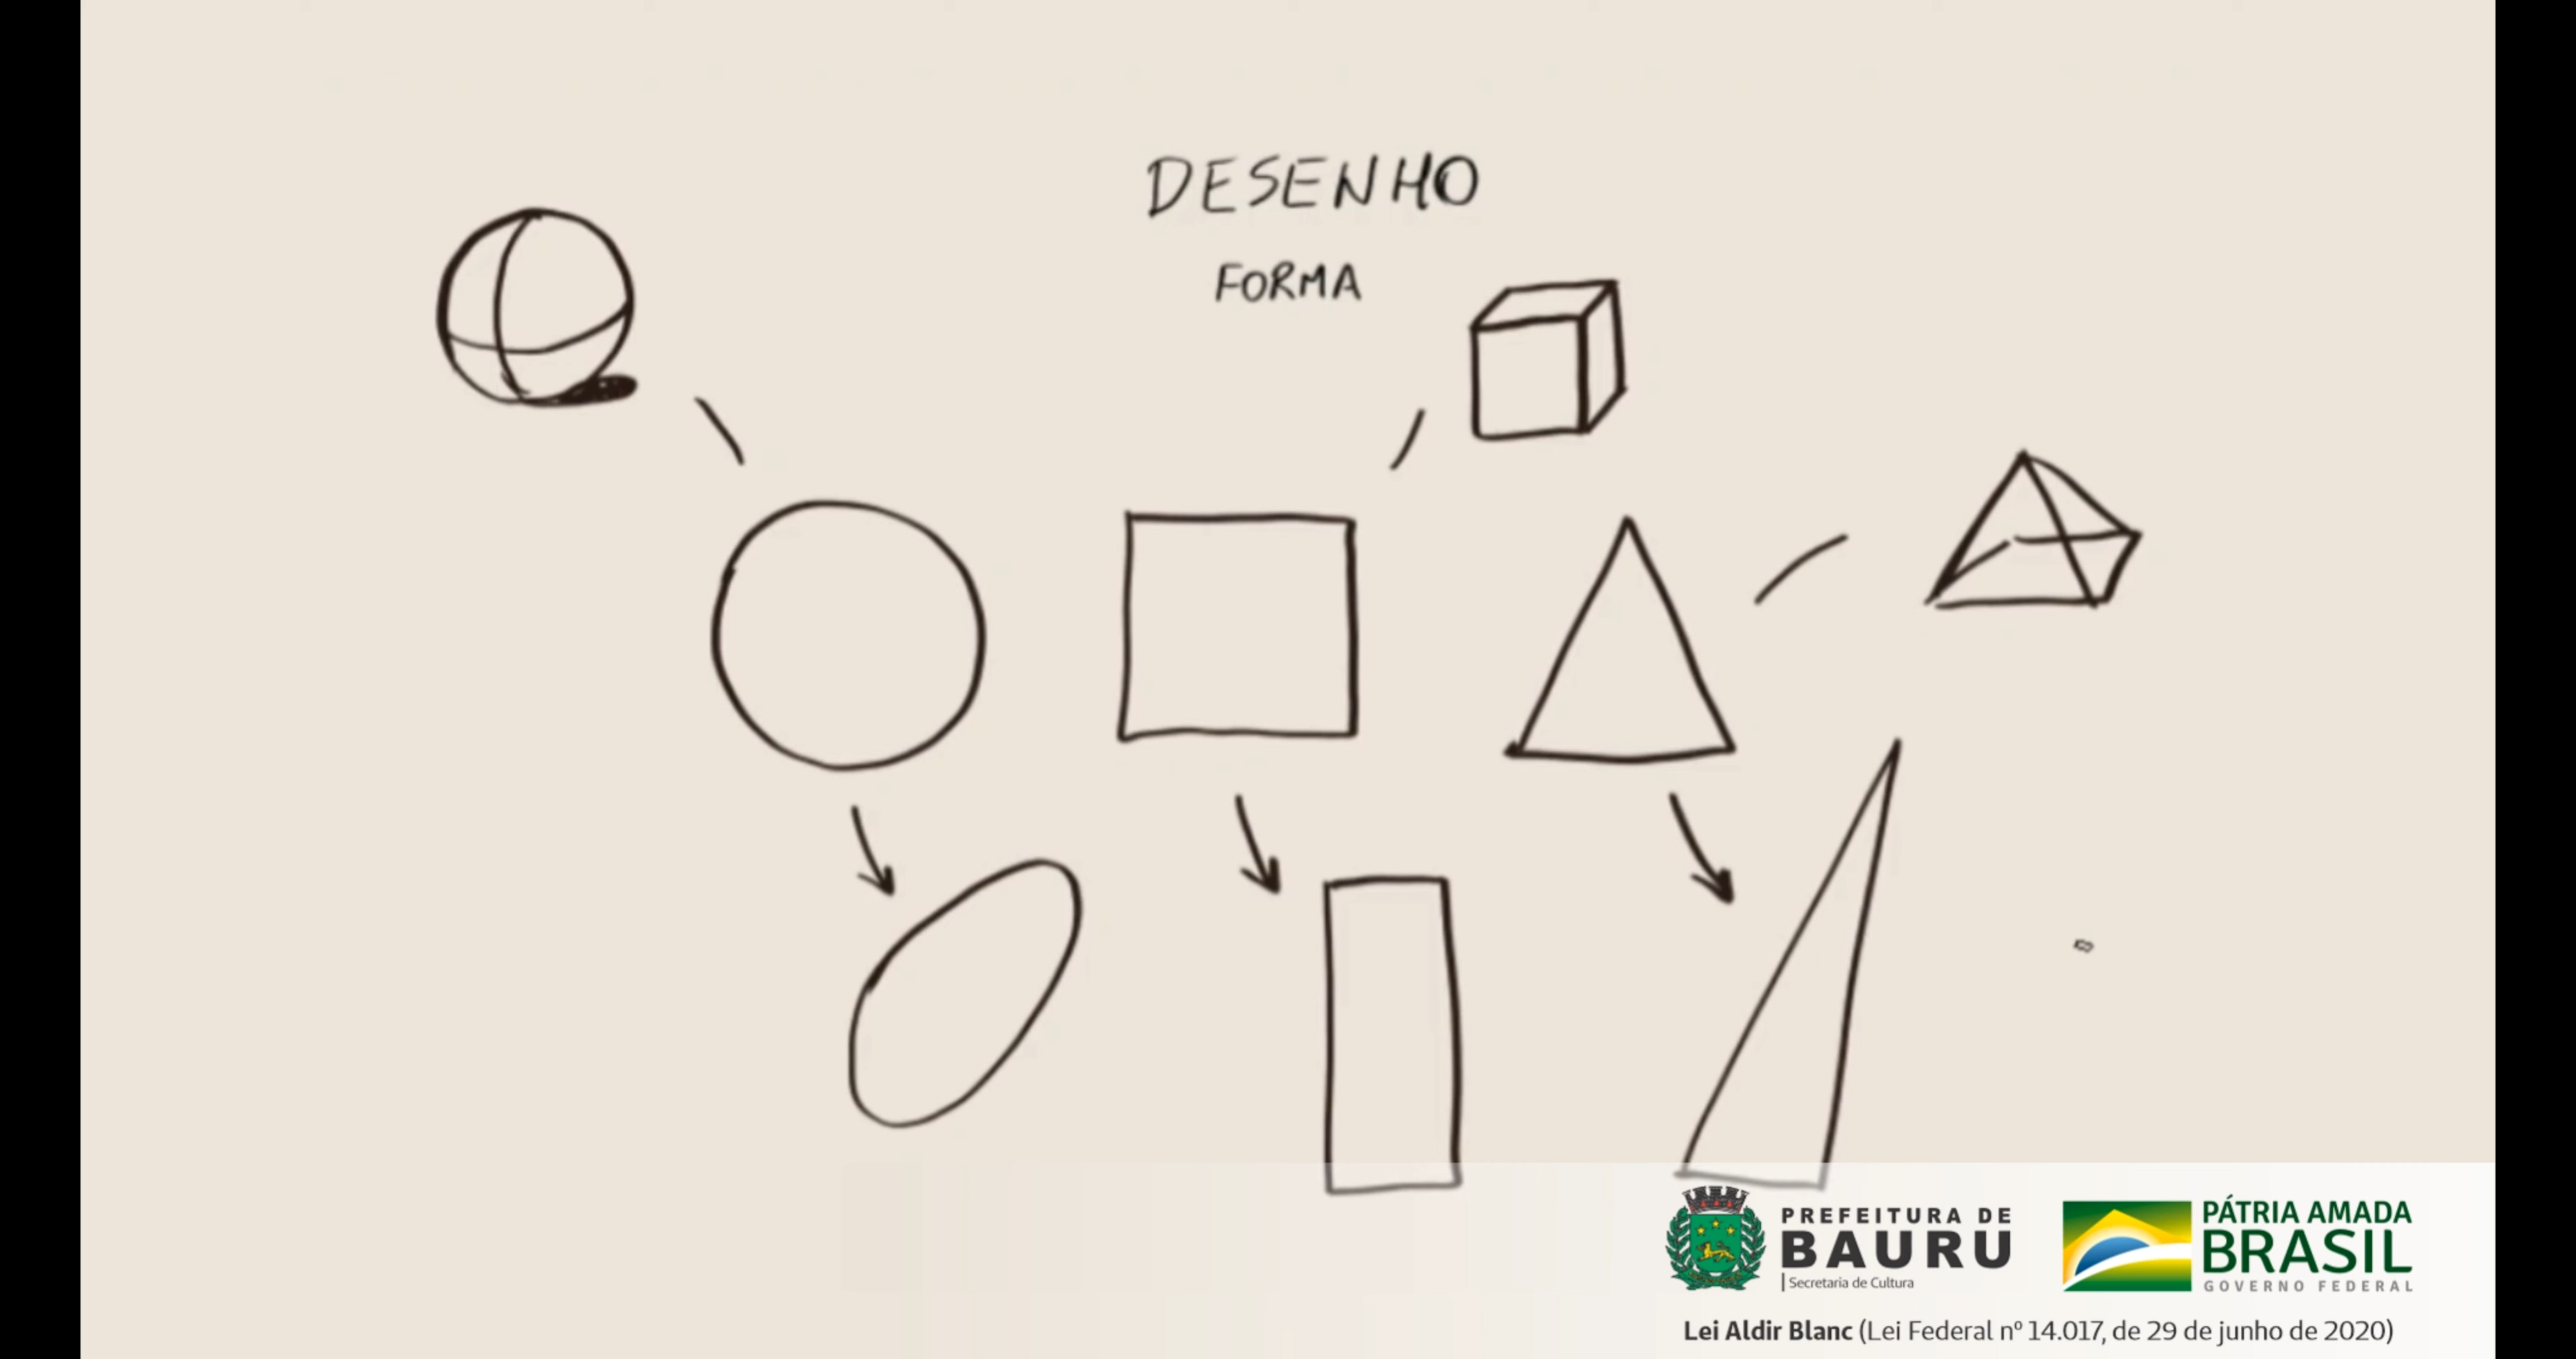 DESENHO
FORMA
PREFEITURA DE
BAURU
Secretaria de Cultura
PÁTRIA AMADA
BRASIL
GOVERNO FEDERAL
Lei Aldir Blanc (Lei Federal nº 14.017, de 29 de junho de 2020)